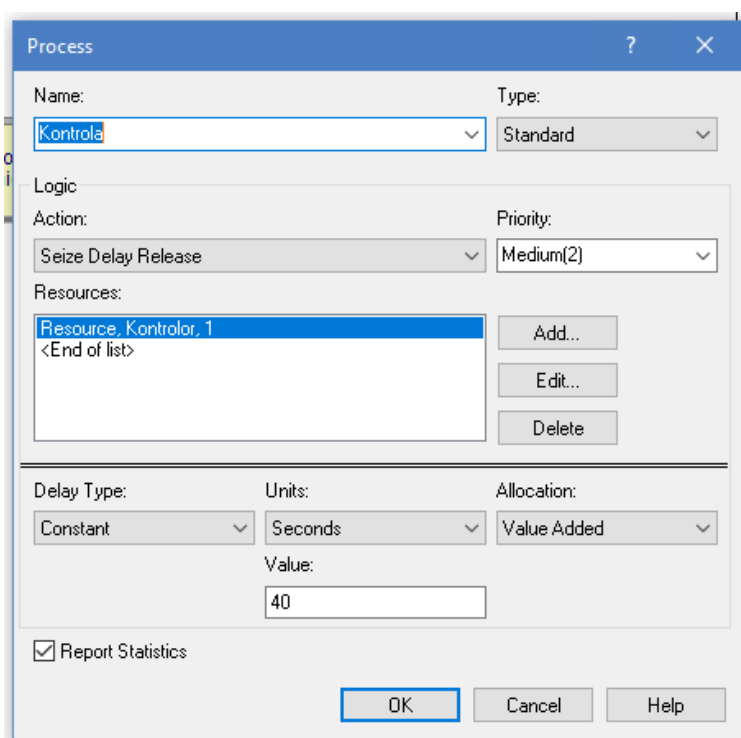 Process ?
Name: Type:
Kontrola Standard
Logic
Action: Priority:
Seize Delay Release Medium(2)
Resources:
Resource, Kontrolor, 1
<End of list>
Add...
Edit...
Delete
Delay Type: Units: Allocation:
Constant Seconds Value Added
Value:
40
Report Statistics
OK Cancel Help